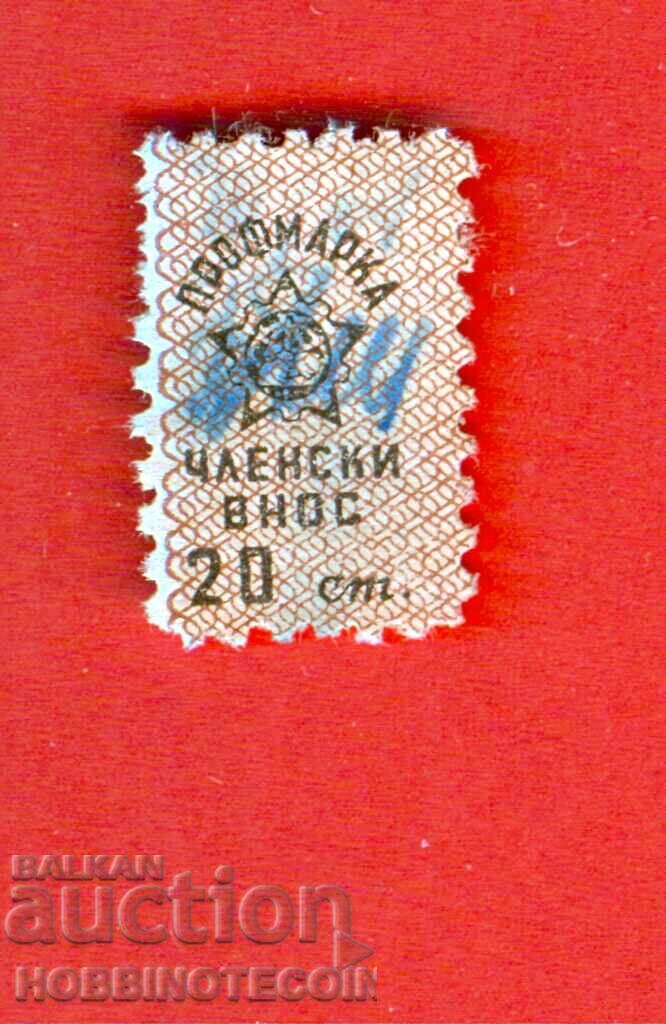 ПРОФМАРКА
ЧЛЕНСКИ
ВНОС
20 ст.
BALKAN
auction
HOBBINOTECOIN